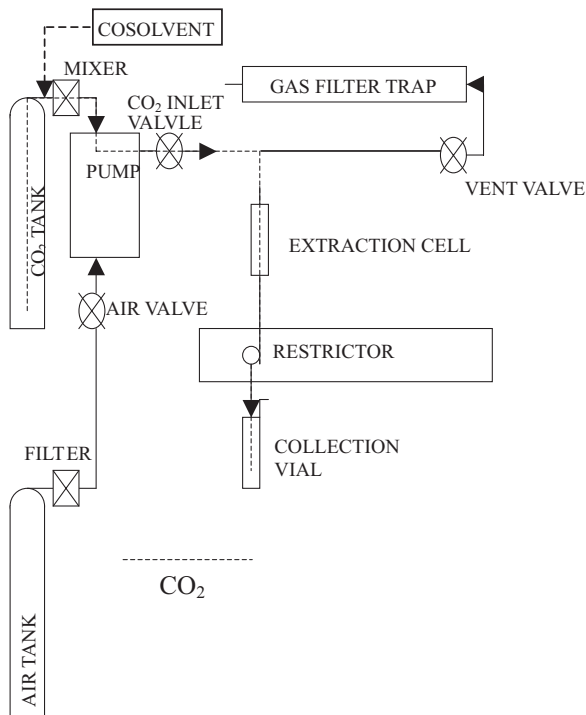 COSOLVENT
MIXER
CO₂ INLET
VALVLE
GAS FILTER TRAP
PUMP
VENT VALVE
CO₂ TANK
EXTRACTION CELL
AIR VALVE
RESTRICTOR
COLLECTION
VIAL
FILTER
CO₂
AIR TANK